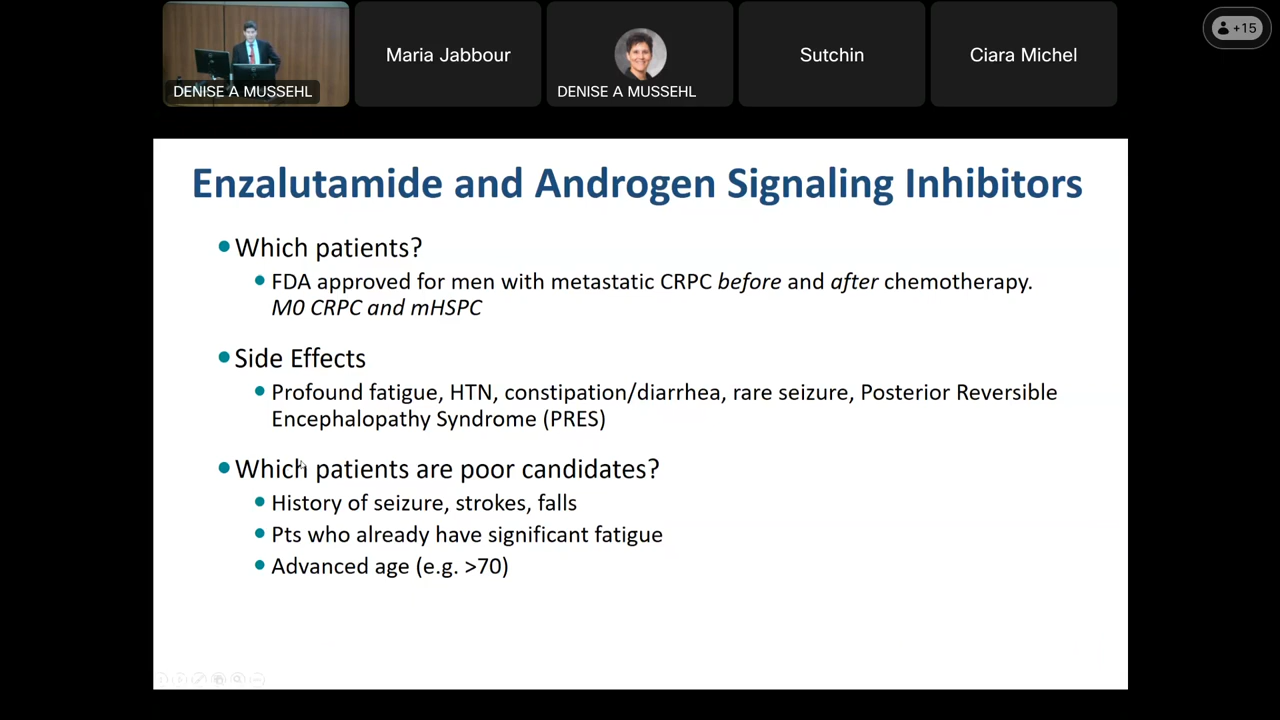 DENISE A MUSSEHL
Maria Jabbour
DENISE A MUSSEHL
Sutchin
Ciara Michel
+15
Enzalutamide and Androgen Signaling Inhibitors
Which patients?
FDA approved for men with metastatic CRPC before and after chemotherapy.
M0 CRPC and mHSPC
Side Effects
Profound fatigue, HTN, constipation/diarrhea, rare seizure, Posterior Reversible
Encephalopathy Syndrome (PRES)
Which patients are poor candidates?
History of seizure, strokes, falls
Pts who already have significant fatigue
Advanced age (e.g. >70)